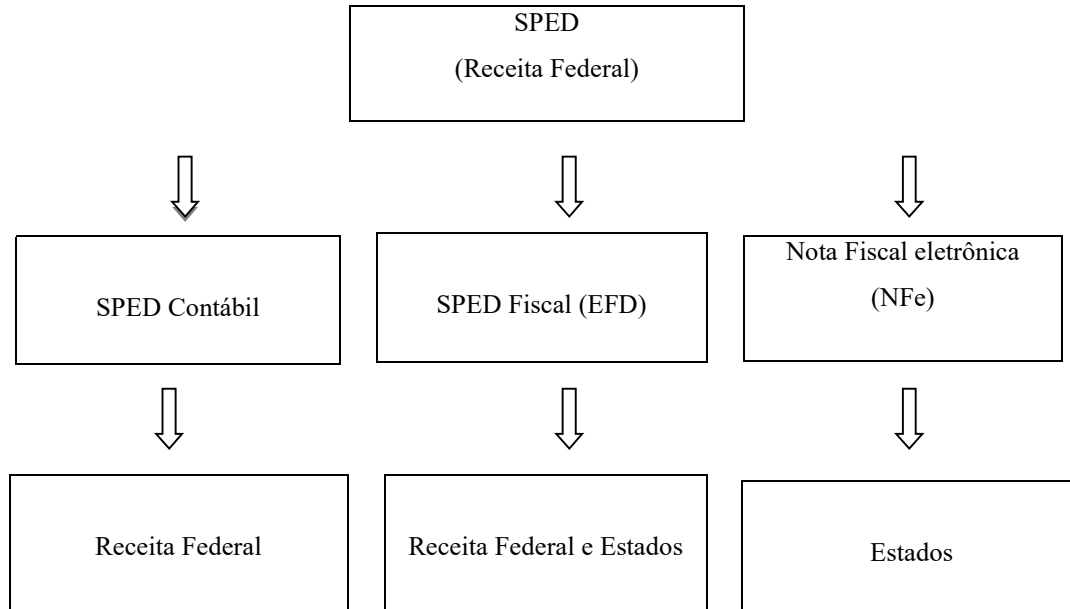 SPED
(Receita Federal)
SPED Contábil
SPED Fiscal (EFD)
Nota Fiscal eletrônica
(NFe)
Receita Federal
Receita Federal e Estados
Estados